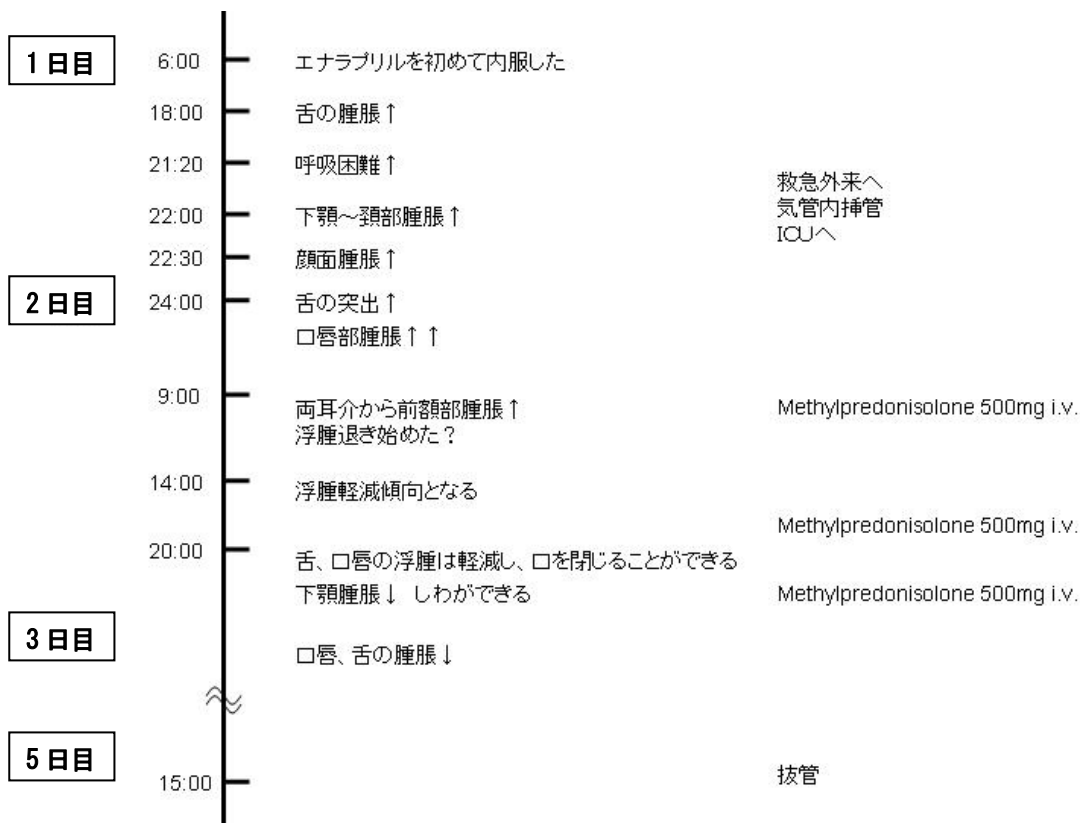 1日目
6:00 エナラプリルを初めて内服した
18:00 舌の腫脹↑
21:20 呼吸困難↑
救急外来へ
22:00 下顎～頚部腫脹↑ 気管内挿管
ICUへ
22:30 顔面腫脹↑
2日目
24:00 舌の突出↑
口唇部腫脹↑↑
9:00 両耳介から前額部腫脹↑ Methylpredonisolone 500mg i.v.
浮腫退き始めた？
14:00 浮腫軽減傾向となる
Methylpredonisolone 500mg i.v.
20:00 舌、口唇の浮腫は軽減し、口を閉じることができる
下顎腫脹↓ しわができる Methylpredonisolone 500mg i.v.
3日目
口唇、舌の腫脹↓
5日目
15:00 抜管